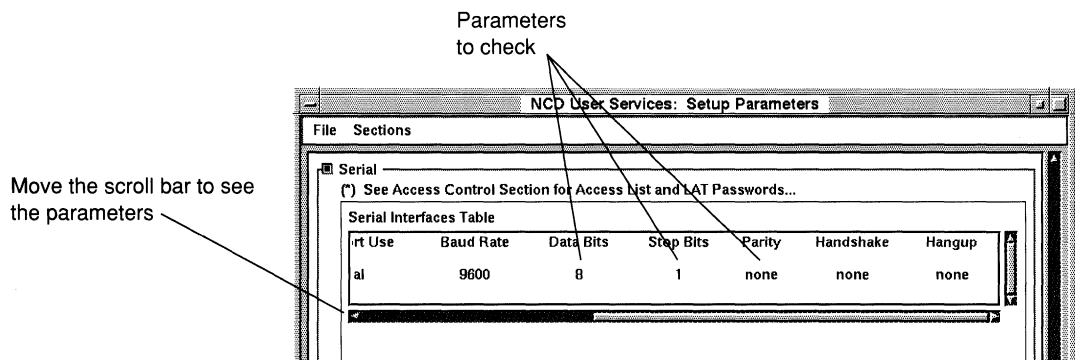 Parameters
to check
NCD User Services: Setup Parameters
File Sections
Serial
(*) See Access Control Section for Access List and LAT Passwords...
Move the scroll bar to see
the parameters
Serial Interfaces Table
rt Use Baud Rate Data Bits Stop Bits Parity Handshake Hangup
al 9600 8 1 none none none